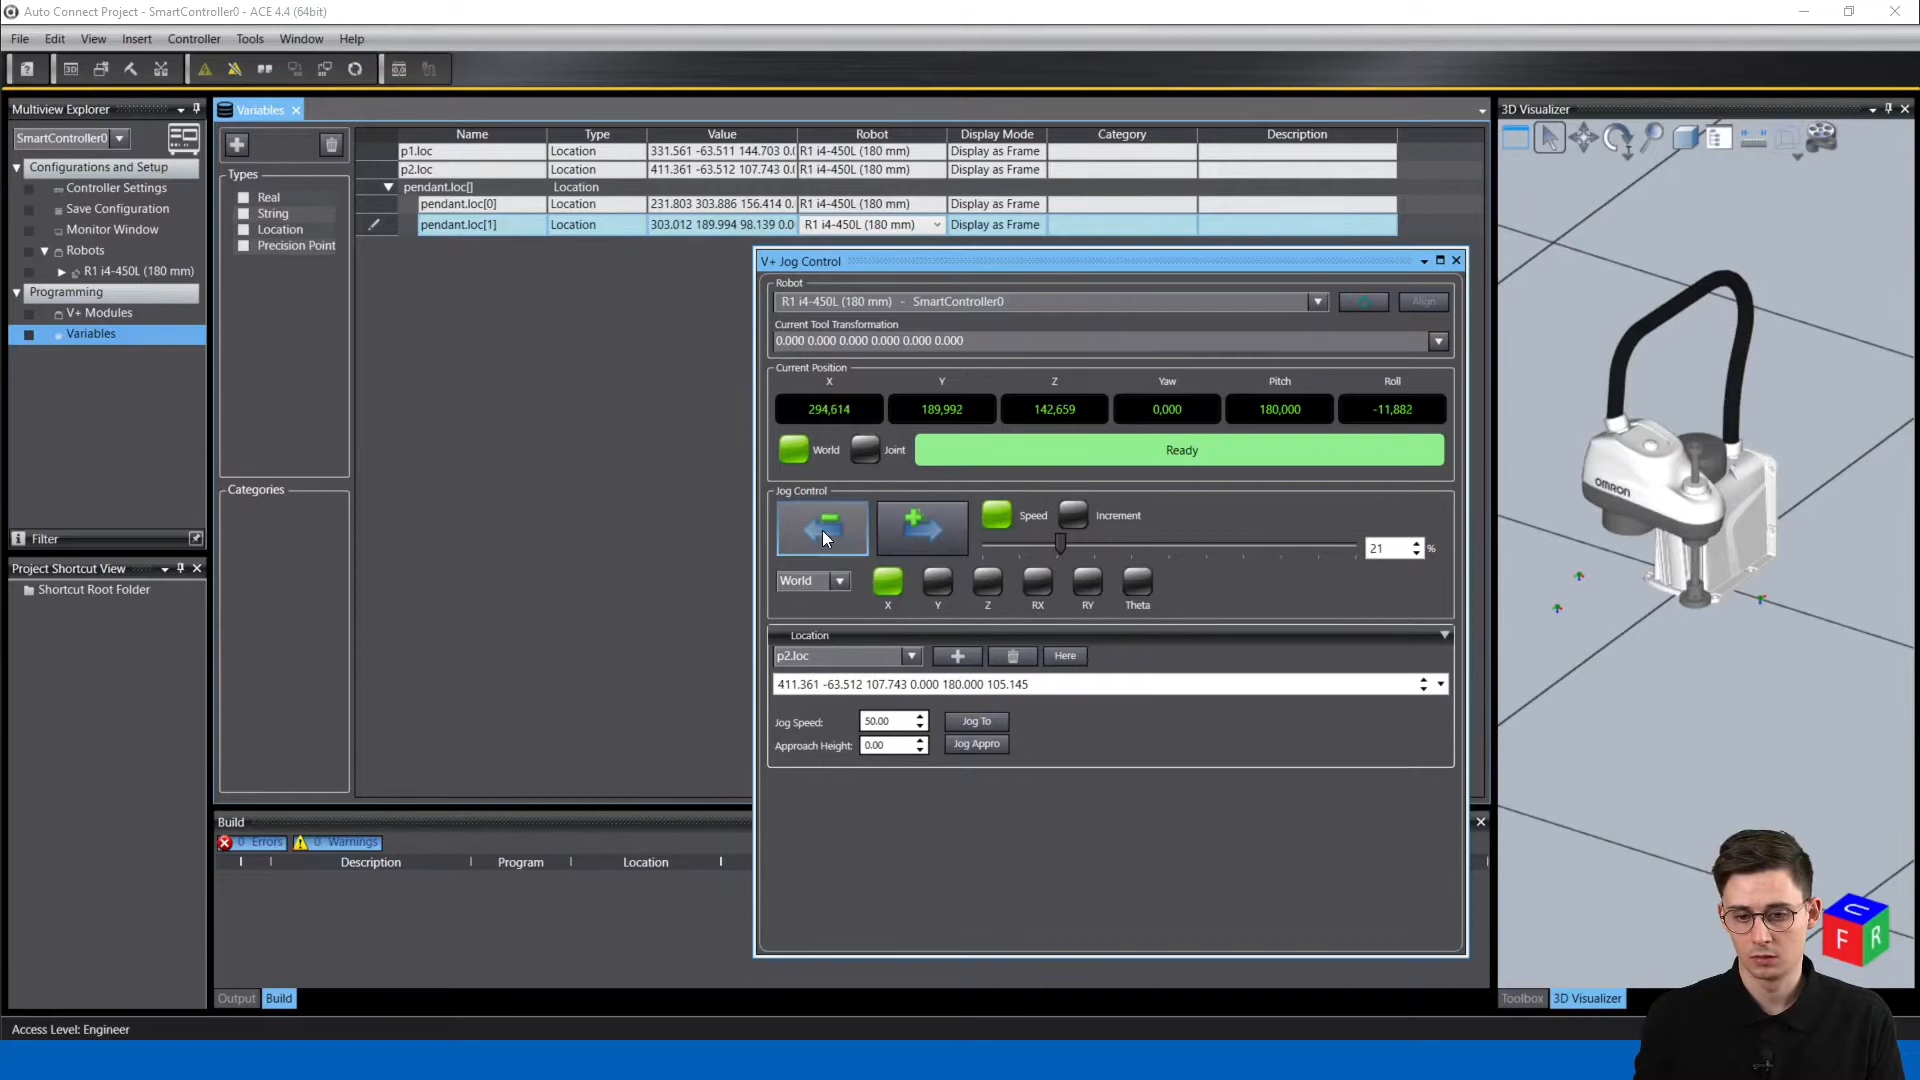 Auto Connect Project - SmartController0 - ACE 4.4 (64bit)
File Edit View Insert Controller Tools Window Help
Multiview Explorer
SmartController0
Configurations and Setup
Controller Settings
Save Configuration
Monitor Window
Robots
R1 i4-450L (180 mm)
Programming
V+ Modules
Variables
Filter
Project Shortcut View
Shortcut Root Folder
Variables
Types
Real
String
Location
Precision Point
Categories
Name Type Value Robot Display Mode Category Description
p1.loc Location 331.561 -63.511 144.703 0.( R1 i4-450L (180 mm) Display as Frame
p2.loc Location 411.361 -63.512 107.743 0.( R1 i4-450L (180 mm) Display as Frame
pendant.loc[] Location
pendant.loc[0] Location 231.803 303.886 156.414 0. R1 i4-450L (180 mm) Display as Frame
pendant.loc[1] Location 303.012 189.994 98.139 0.0 R1 i4-450L (180 mm) Display as Frame
V+ Jog Control
Robot
R1 i4-450L (180 mm) - SmartController0
Align
Current Tool Transformation
0.000 0.000 0.000 0.000 0.000 0.000
Current Position
X Y Z Yaw Pitch Roll
294,614 189,992 142,659 0,000 180,000 -11,882
World Joint Ready
Jog Control
Speed Increment
21 %
World
X Y Z RX RY Theta
Location
p2.loc Here
411.361 -63.512 107.743 0.000 180.000 105.145
Jog Speed: 50.00 Jog To
Approach Height: 0.00 Jog Appro
Build
0 Errors 0 Warnings
Description Program Location
Output Build
3D Visualizer
3D
OMRON
U
F R
Toolbox 3D Visualizer
Access Level: Engineer